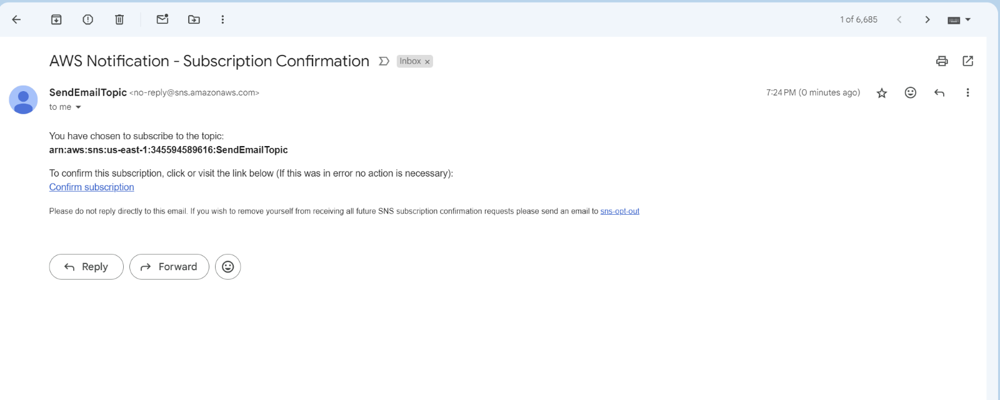 1 of 6,685
AWS Notification - Subscription Confirmation Inbox ×
SendEmailTopic <no-reply@sns.amazonaws.com> 7:24 PM (0 minutes ago)
to me
You have chosen to subscribe to the topic:
arn:aws:sns:us-east-1:345594589616:SendEmailTopic
To confirm this subscription, click or visit the link below (If this was in error no action is necessary):
Confirm subscription
Please do not reply directly to this email. If you wish to remove yourself from receiving all future SNS subscription confirmation requests please send an email to sns-opt-out
Reply Forward